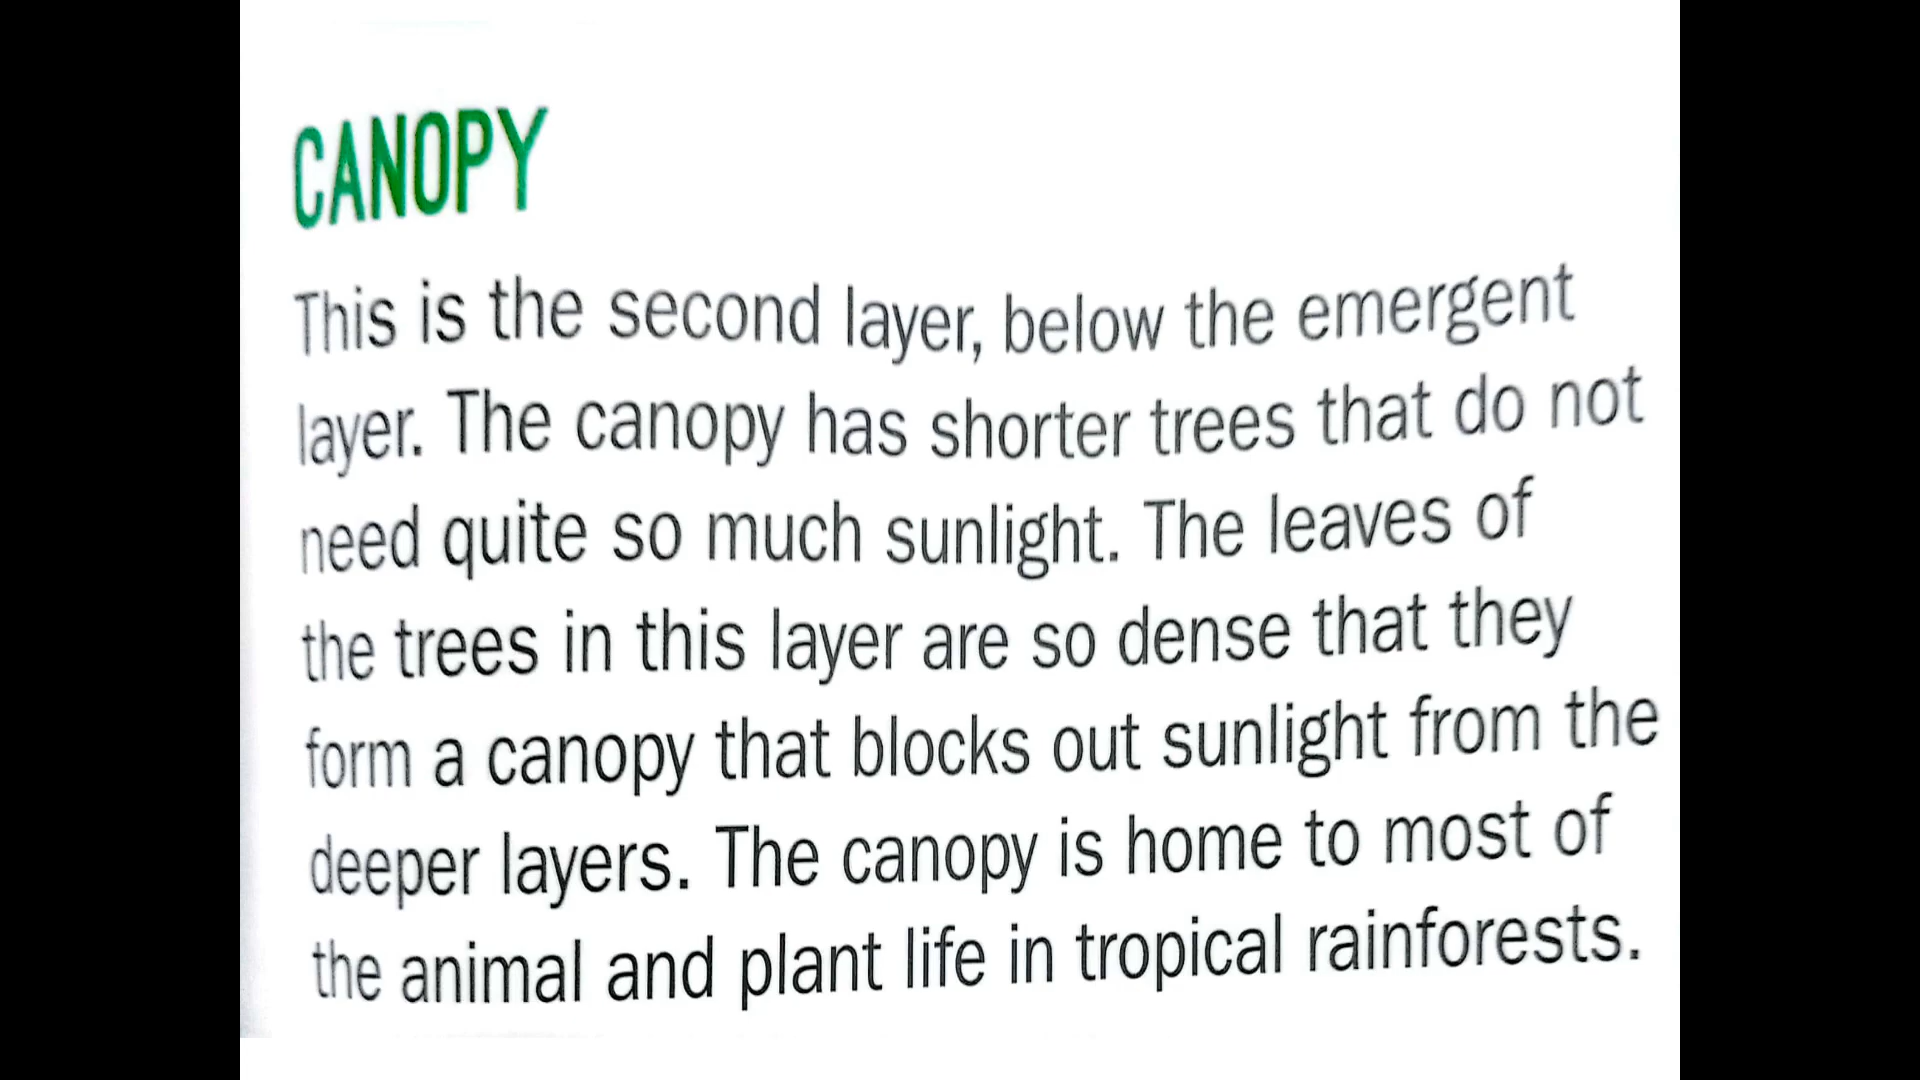 CANOPY
This is the second layer, below the emergent
layer. The canopy has shorter trees that do not
need quite so much sunlight. The leaves of
the trees in this layer are so dense that they
form a canopy that blocks out sunlight from the
deeper layers. The canopy is home to most of
the animal and plant life in tropical rainforests.